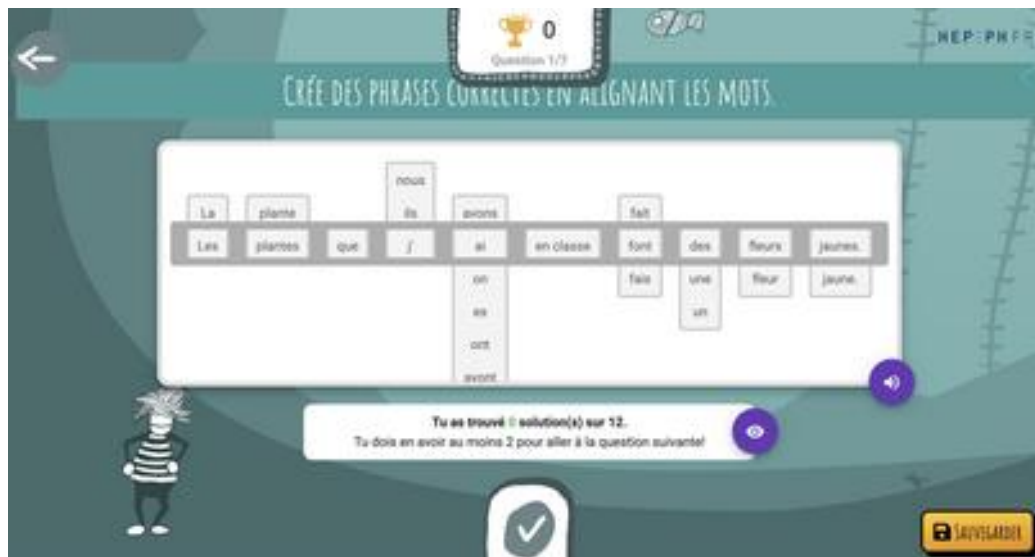 0
Question 1/7
HEP PH FR
CRÉE DES PHRASES CORRECTES EN ALIGNANT LES MOTS.
nous
La plante ils avons fait
Les plantes que j' ai en classe font des fleurs jaunes.
on fais une fleur jaune.
as un
ont
avont
Tu as trouvé 0 solution(s) sur 12.
Tu dois en avoir au moins 2 pour aller à la question suivante!
SAUVEGARDER